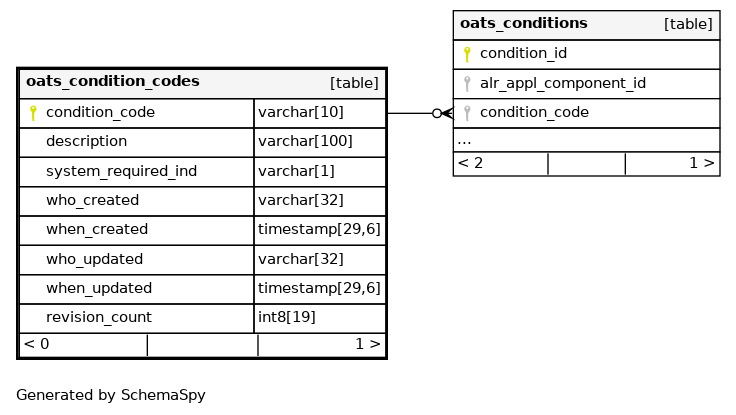 oats_condition_codes [table]
condition_code varchar[10]
description varchar[100]
system_required_ind varchar[1]
who_created varchar[32]
when_created timestamp[29,6]
who_updated varchar[32]
when_updated timestamp[29,6]
revision_count int8[19]
< 0 1 >
oats_conditions [table]
condition_id
alr_appl_component_id
condition_code
...
< 2 1 >
Generated by SchemaSpy